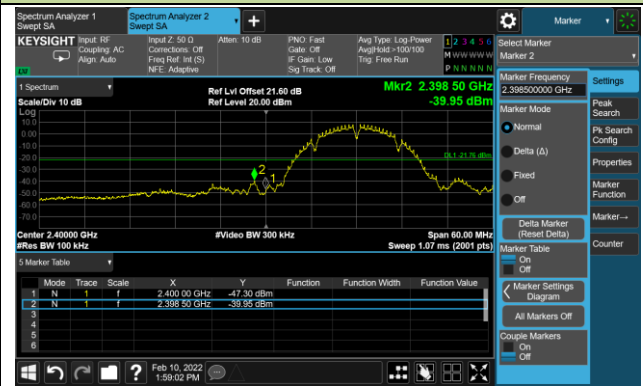 Spectrum Analyzer 1
Swept SA
Spectrum Analyzer 2
Swept SA
+
Marker
KEYSIGHT
Input: RF
Coupling: AC
Align: Auto
Input Z: 50 Ω
Corrections: Off
Freq Ref: Int (S)
NFE: Adaptive
Atten: 10 dB
PNO: Fast
Gate: Off
IF Gain: Low
Sig Track: Off
Avg Type: Log-Power
Avg|Hold:>100/100
Trig: Free Run
1 2 3 4 5 6
M W W W W W
P N N N N N
LXI
Select Marker
Marker 2
1 Spectrum
Scale/Div 10 dB
Log
Ref Lvl Offset 21.60 dB
Ref Level 20.00 dBm
Mkr2 2.398 50 GHz
-39.95 dBm
10.0
0.00
-10.0
-20.0
-30.0
-40.0
-50.0
-60.0
-70.0
DL1 -21.76 dBm
2
1
Center 2.40000 GHz
#Res BW 100 kHz
#Video BW 300 kHz
Span 60.00 MHz
Sweep 1.07 ms (2001 pts)
5 Marker Table
Mode Trace Scale X Y Function Function Width Function Value
1 N 1 f 2.400 00 GHz -47.30 dBm
2 N 1 f 2.398 50 GHz -39.95 dBm
3
4
5
6
Marker Frequency
2.398500000 GHz
Marker Mode
Normal
Delta (Δ)
Fixed
Off
Delta Marker
(Reset Delta)
Marker Table
On
Off
Marker Settings
Diagram
All Markers Off
Couple Markers
On
Off
Settings
Peak
Search
Pk Search
Config
Properties
Marker
Function
Marker→
Counter
?
Feb 10, 2022
1:59:02 PM